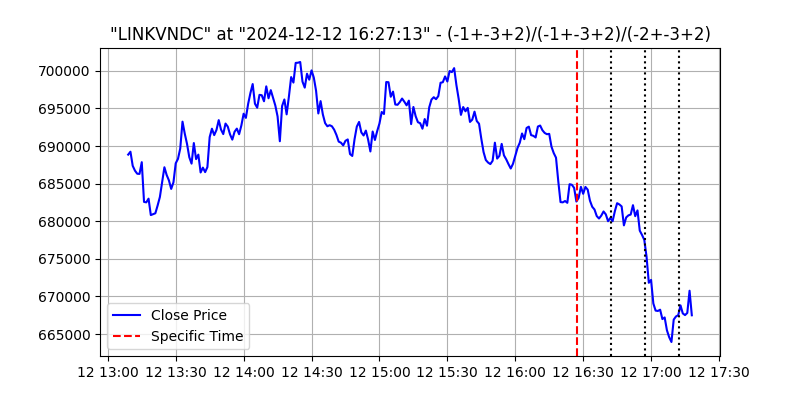 "LINKVNDC" at "2024-12-12 16:27:13" - (-1+-3+2)/(-1+-3+2)/(-2+-3+2)
700000
695000
690000
685000
680000
675000
670000
665000
Close Price
Specific Time
12 13:00 12 13:30 12 14:00 12 14:30 12 15:00 12 15:30 12 16:00 12 16:30 12 17:00 12 17:30